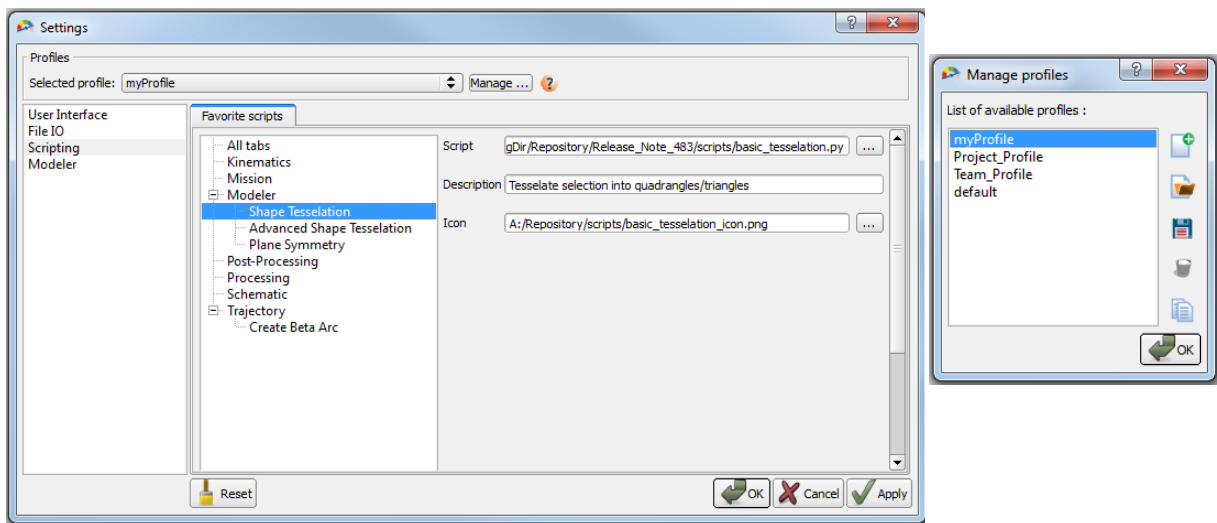 Settings
Profiles
Selected profile: myProfile Manage ...
User Interface
File IO
Scripting
Modeler
Favorite scripts
All tabs
Kinematics
Mission
Modeler
Shape Tesselation
Advanced Shape Tesselation
Plane Symmetry
Post-Processing
Processing
Schematic
Trajectory
Create Beta Arc
Script gDir/Repository/Release_Note_483/scripts/basic_tesselation.py ...
Description Tesselate selection into quadrangles/triangles
Icon A:/Repository/scripts/basic_tesselation_icon.png ...
Reset OK Cancel Apply
Manage profiles
List of available profiles :
myProfile
Project_Profile
Team_Profile
default
OK